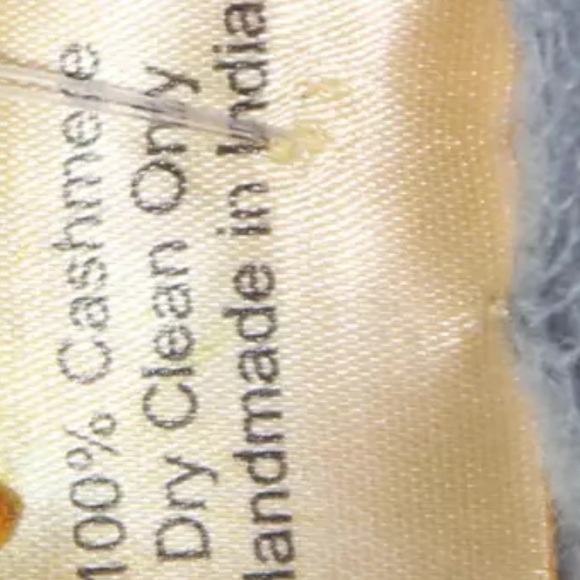 100% Cashmere
Dry Clean Only
Handmade in India